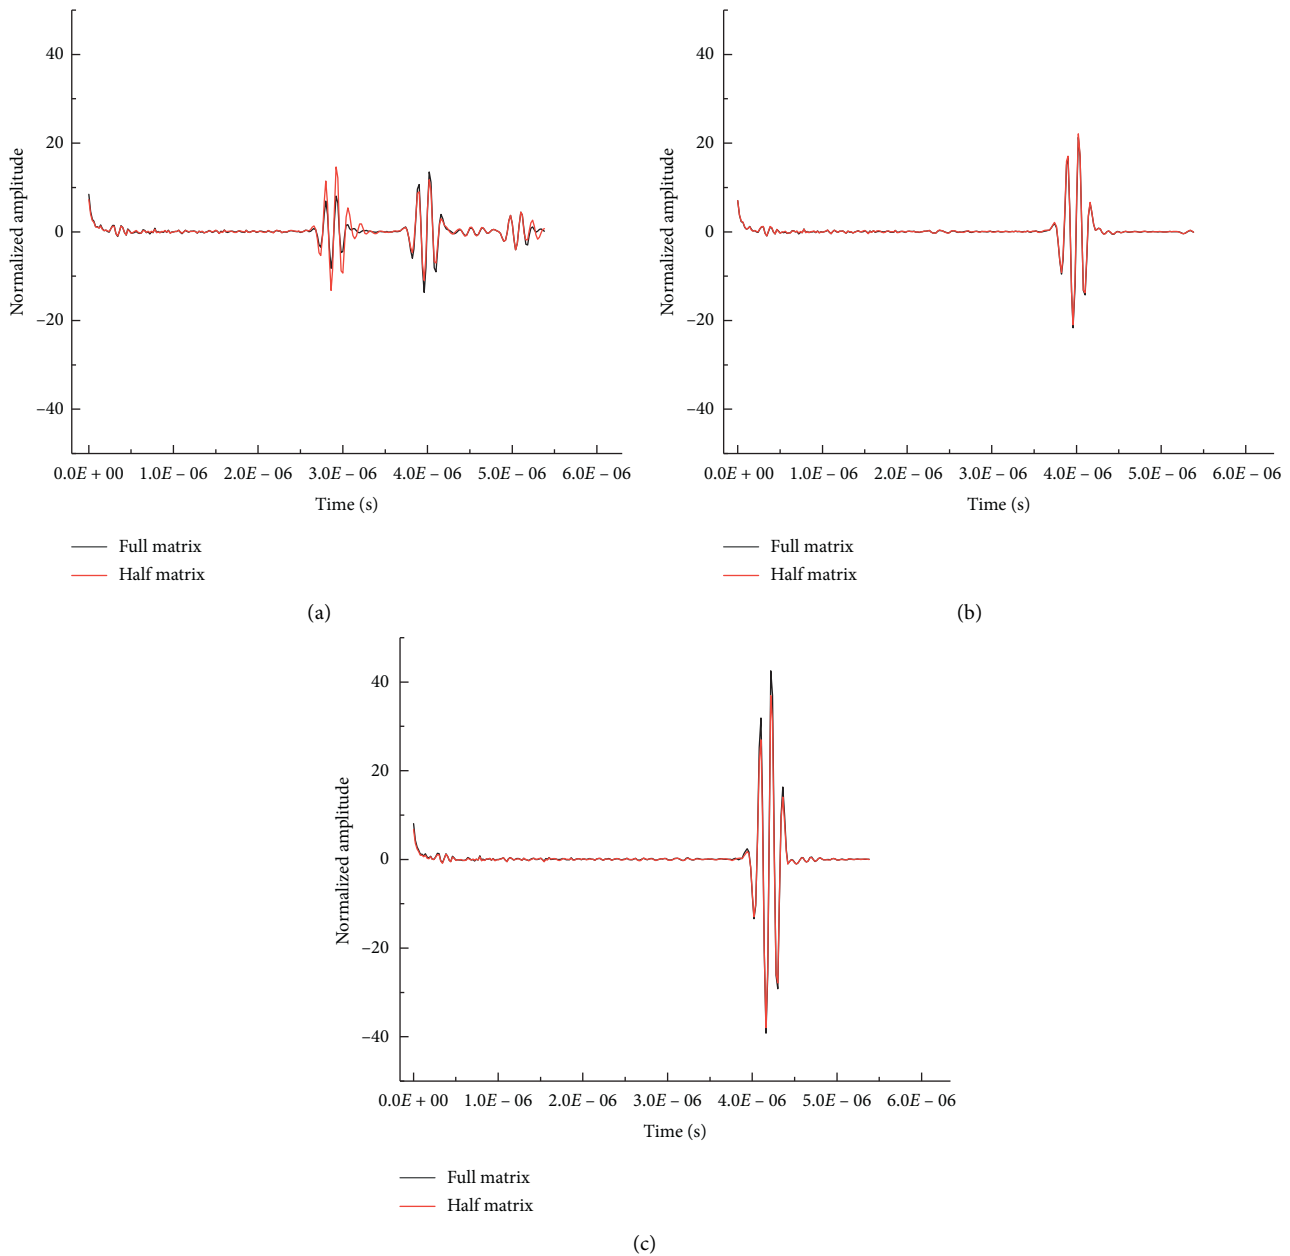 40
20
0
−20
−40
Normalized amplitude
0.0E + 00 1.0E – 06 2.0E – 06 3.0E – 06 4.0E – 06 5.0E – 06 6.0E – 06
Time (s)
Full matrix
Half matrix
(a)
40
20
0
−20
−40
Normalized amplitude
0.0E + 00 1.0E – 06 2.0E – 06 3.0E – 06 4.0E – 06 5.0E – 06 6.0E – 06
Time (s)
Full matrix
Half matrix
(b)
40
20
0
−20
−40
Normalized amplitude
0.0E + 00 1.0E – 06 2.0E – 06 3.0E – 06 4.0E – 06 5.0E – 06 6.0E – 06
Time (s)
Full matrix
Half matrix
(c)